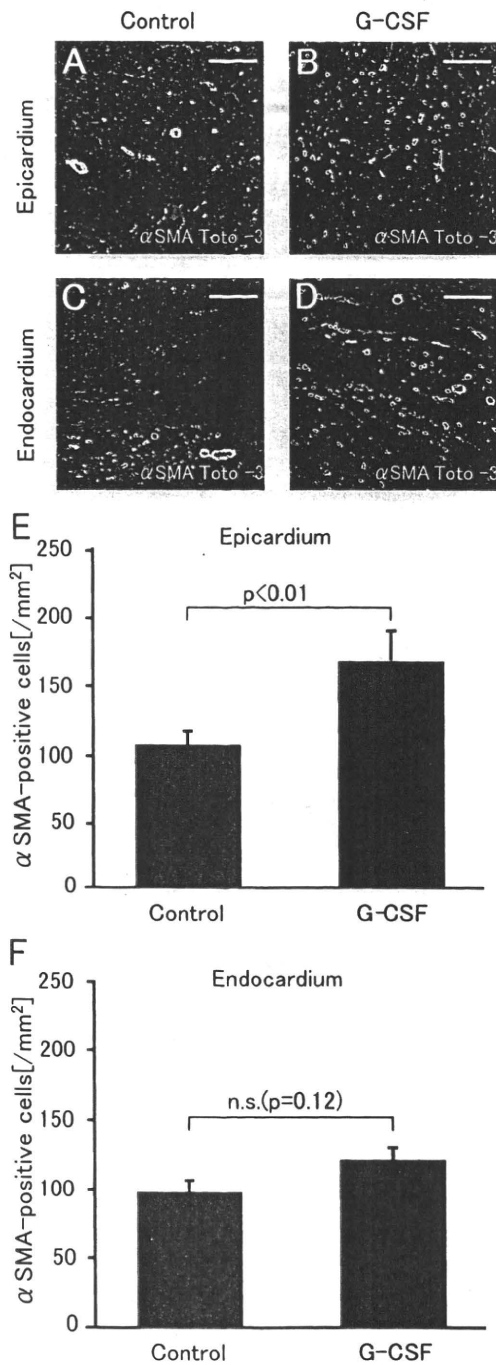 Control G-CSF
Epicardium
A
αSMA Toto-3
B
αSMA Toto-3
Endocardium
C
αSMA Toto-3
D
αSMA Toto-3
E
Epicardium
αSMA-positive cells[/mm²]
250
200
150
100
50
0
p<0.01
Control G-CSF
F
Endocardium
αSMA-positive cells[/mm²]
250
200
150
100
50
0
n.s.(p=0.12)
Control G-CSF